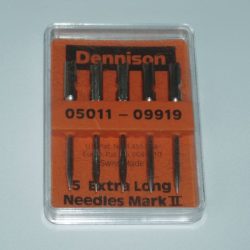 Dennison
05011 - 09919
5 Extra Long
Needles Mark II